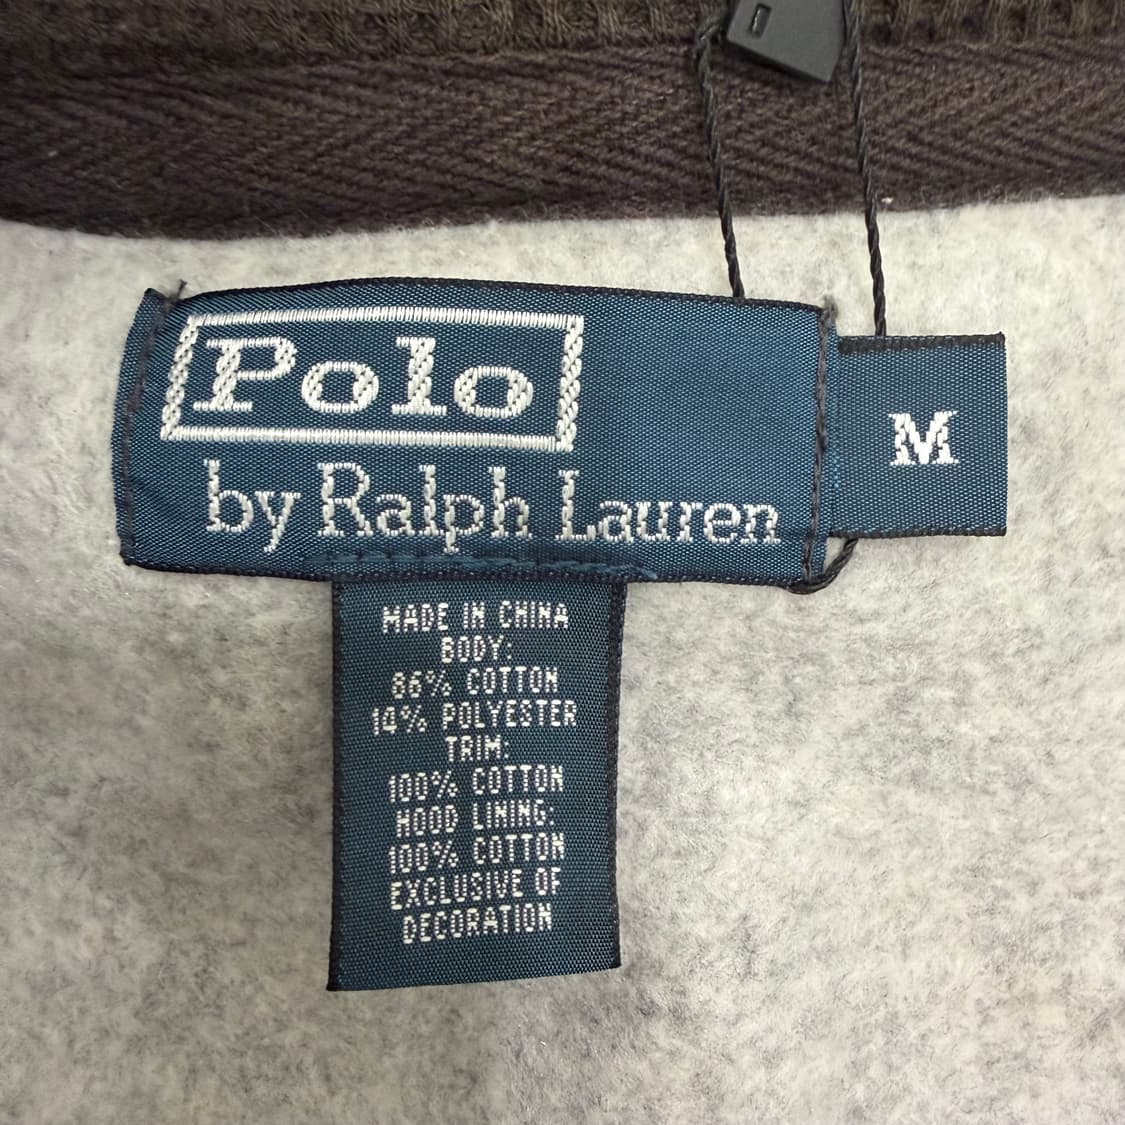 Polo
by Ralph Lauren
M
MADE IN CHINA
BODY:
86% COTTON
14% POLYESTER
TRIM:
100% COTTON
HOOD LINING:
100% COTTON
EXCLUSIVE OF
DECORATION